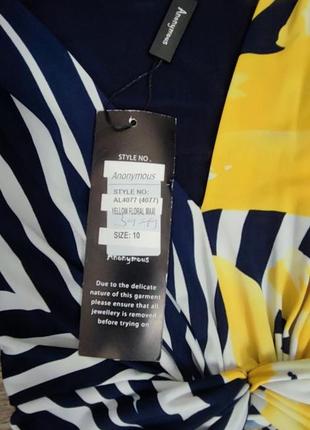 Anonymous
STYLE NO.
Anonymous
STYLE NO:
AL4077 (4077)
YELLOW FLORAL MAXI
SIZE: 10
Anonymous
Due to the delicate
nature of this garment
please ensure that all
jewellery is removed
before trying on